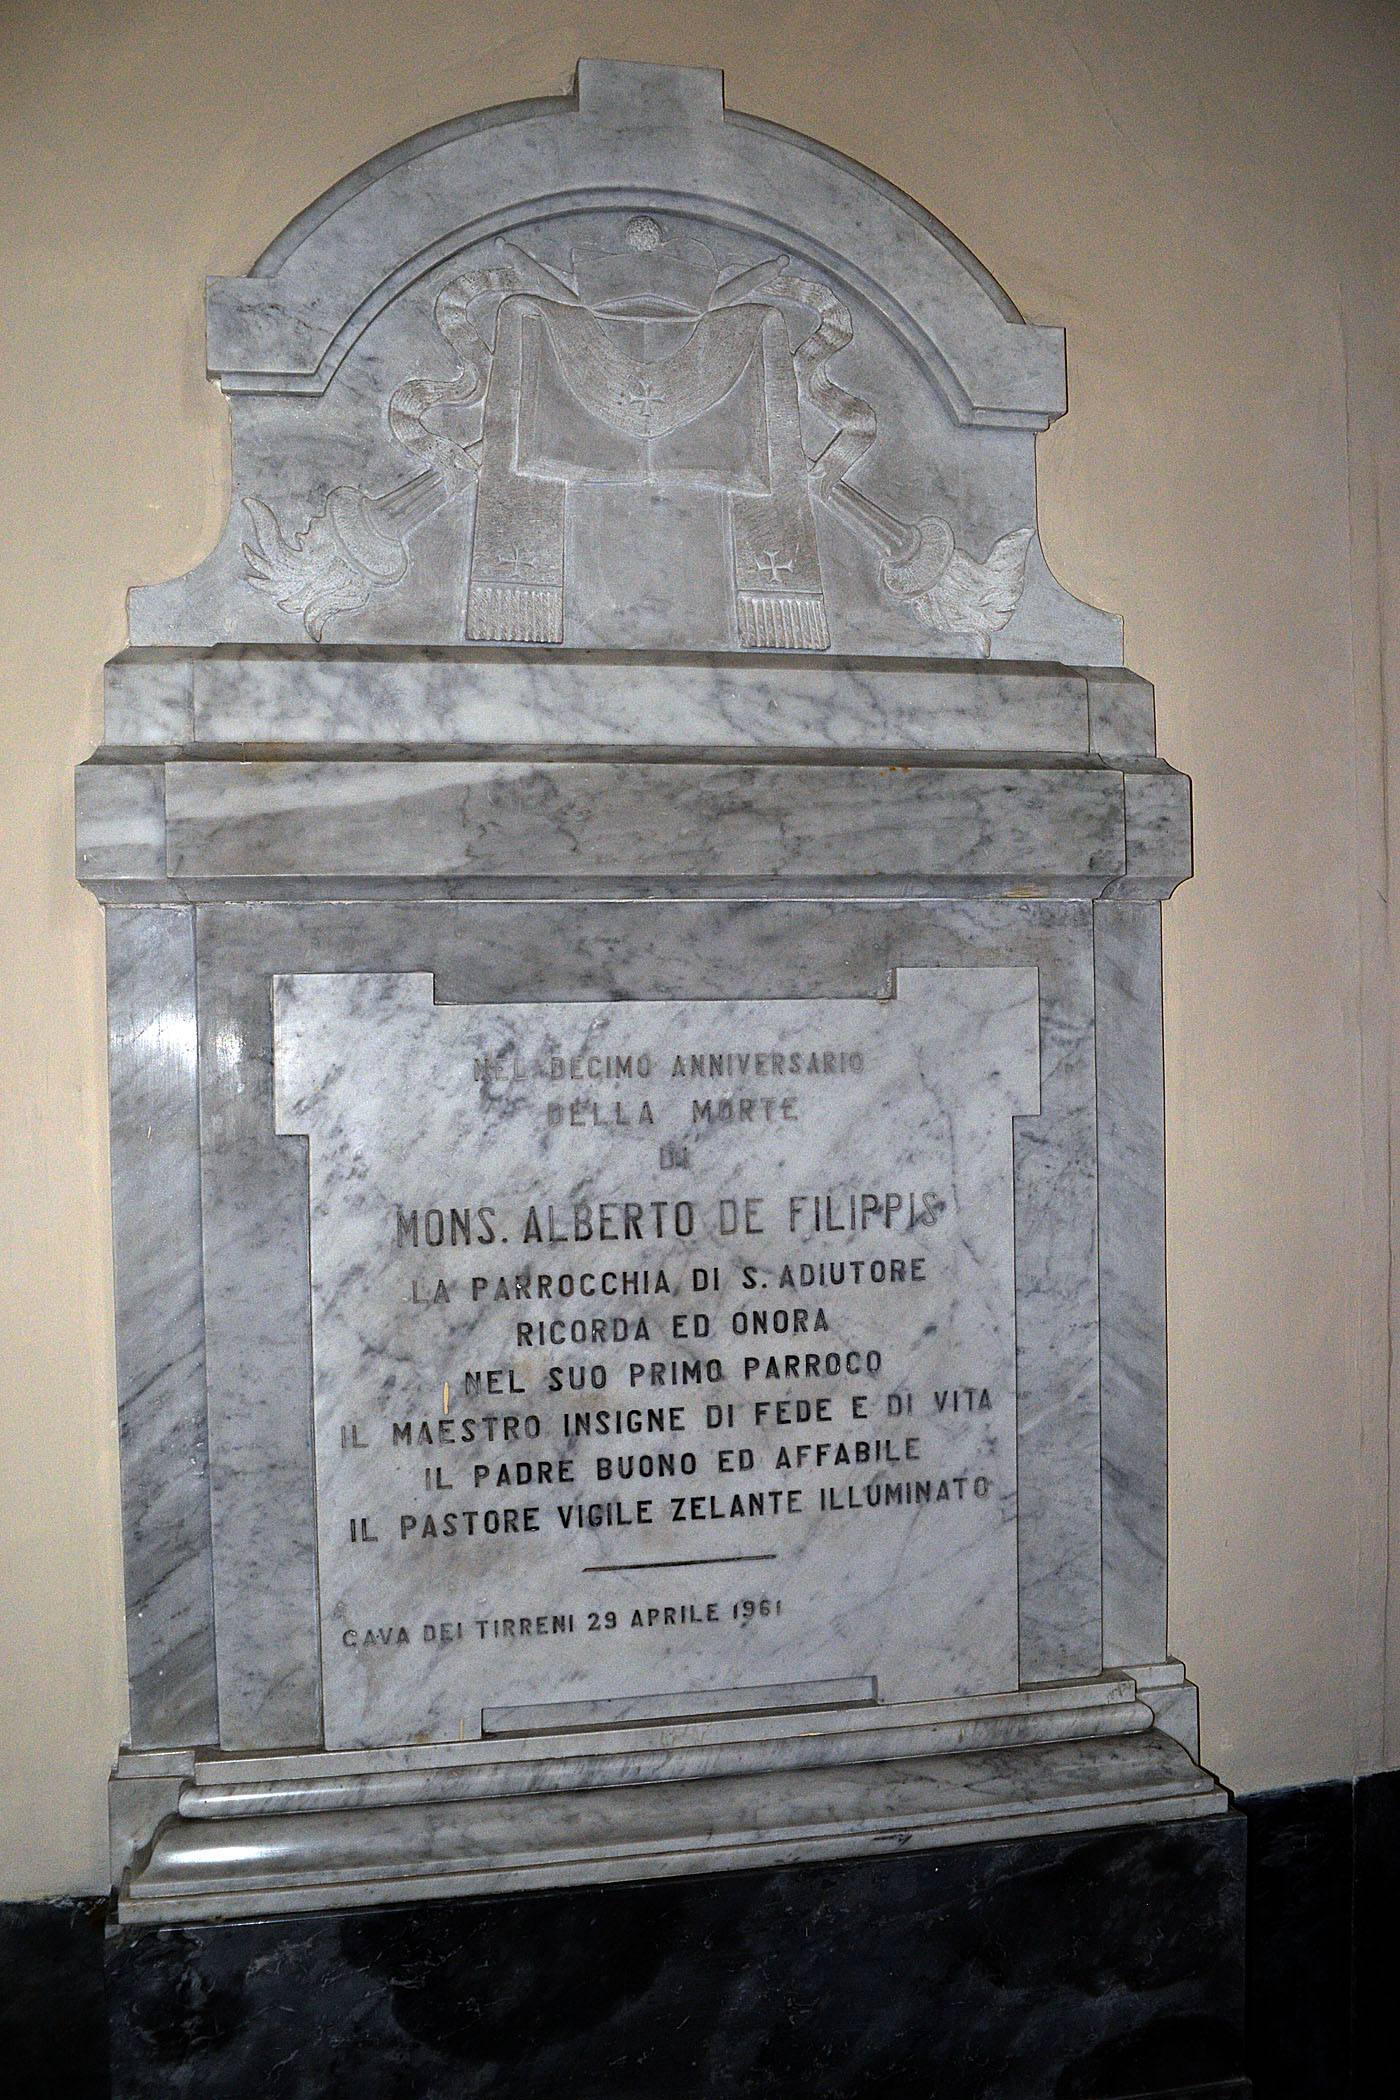 NEL DECIMO ANNIVERSARIO
DELLA MORTE
DI
MONS. ALBERTO DE FILIPPIS
LA PARROCCHIA DI S. ADIUTORE
RICORDA ED ONORA
NEL SUO PRIMO PARROCO
IL MAESTRO INSIGNE DI FEDE E DI VITA
IL PADRE BUONO ED AFFABILE
IL PASTORE VIGILE ZELANTE ILLUMINATO
CAVA DEI TIRRENI 29 APRILE 1961